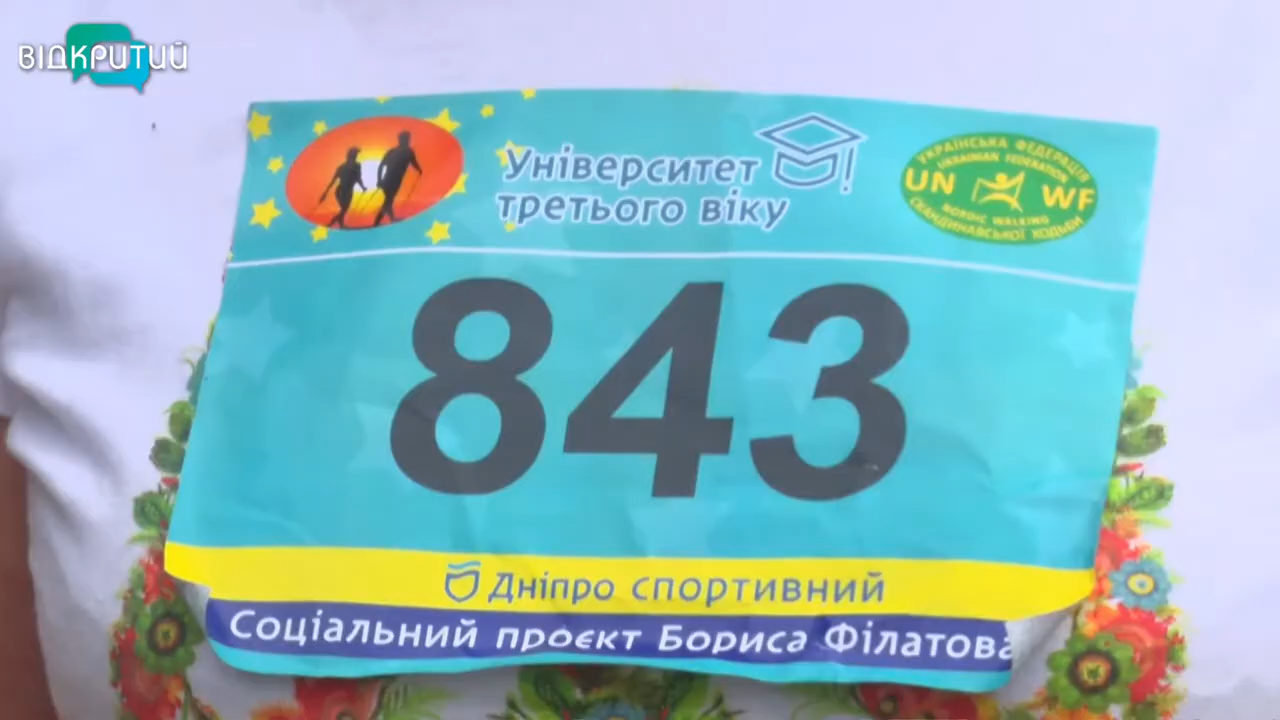 ВІДКРИТИЙ
Університет
третього віку
УКРАЇНСЬКА ФЕДЕРАЦІЯ
UKRAINIAN FEDERATION
UN WF
NORDIC WALKING
СКАНДИНАВСЬКОЇ ХОДЬБИ
843
Дніпро спортивний
Соціальний проєкт Бориса Філатова